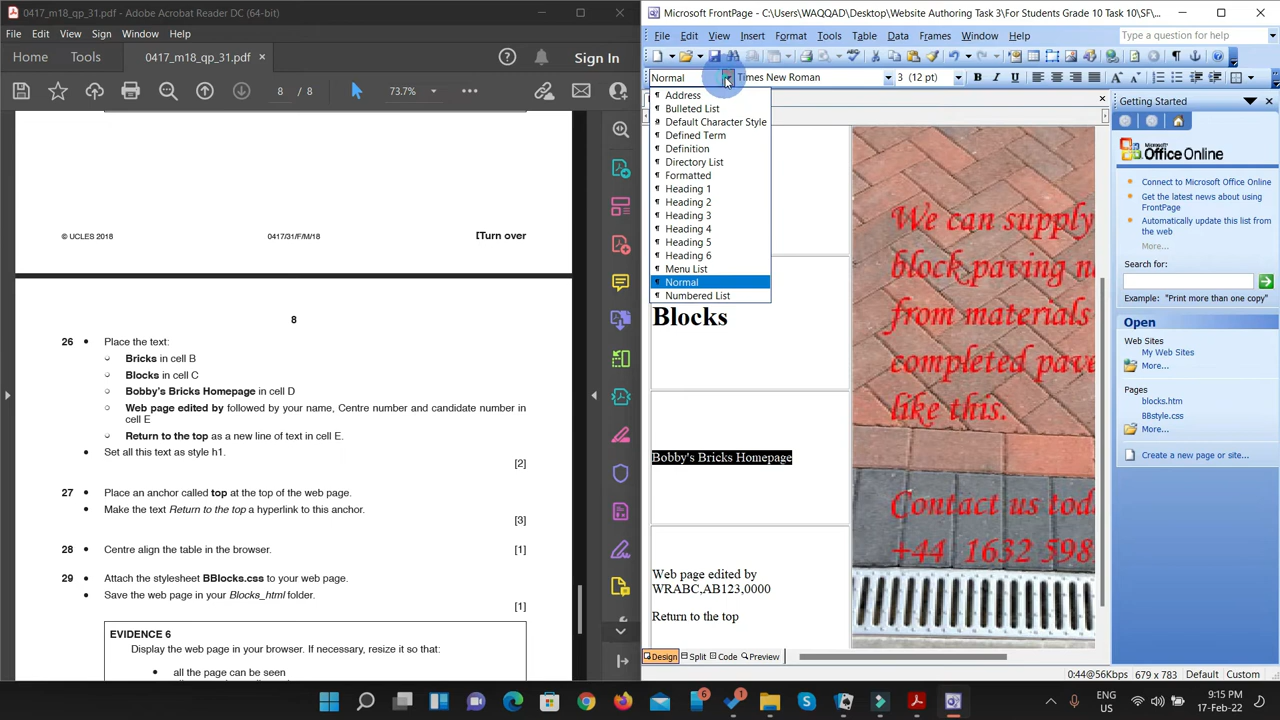 0417_m18_qp_31.pdf - Adobe Acrobat Reader DC (64-bit)
File Edit View Sign Window Help
Home Tools 0417_m18_qp_31.pdf × Sign In
8 / 8 73.7%
© UCLES 2018 0417/31/F/M/18 [Turn over
8
26 • Place the text:
Bricks in cell B
Blocks in cell C
Bobby's Bricks Homepage in cell D
Web page edited by followed by your name, Centre number and candidate number in
cell E
Return to the top as a new line of text in cell E.
• Set all this text as style h1.
[2]
27 • Place an anchor called top at the top of the web page.
• Make the text Return to the top a hyperlink to this anchor.
[3]
28 • Centre align the table in the browser. [1]
29 • Attach the stylesheet BBlocks.css to your web page.
• Save the web page in your Blocks_html folder.
[1]
EVIDENCE 6
Display the web page in your browser. If necessary, resize it so that:
• all the page can be seen
Microsoft FrontPage - C:\Users\WAQQAD\Desktop\Website Authoring Task 3\For Students Grade 10 Task 10\SF/...
File Edit View Insert Format Tools Table Data Frames Window Help Type a question for help
Normal Times New Roman 3 (12 pt) B I U
Address
Bulleted List
Default Character Style
Defined Term
Definition
Directory List
Formatted
Heading 1
Heading 2
Heading 3
Heading 4
Heading 5
Heading 6
Menu List
Normal
Numbered List
Blocks
Bobby's Bricks Homepage
Web page edited by
WRABC,AB123,0000
Return to the top
We can supply
block paving
from materials
completed
like this.
Contact us
+44 1632 598
Getting Started
Office Online
Connect to Microsoft Office Online
Get the latest news about using
FrontPage
Automatically update this list from
the web
More...
Search for:
Example: "Print more than one copy"
Open
Web Sites
My Web Sites
More...
Pages
blocks.htm
BBstyle.css
More...
Create a new page or site...
Design Split Code Preview
0:44@56Kbps 679 x 783 Default Custom
6 1
ENG
US
9:15 PM
17-Feb-22